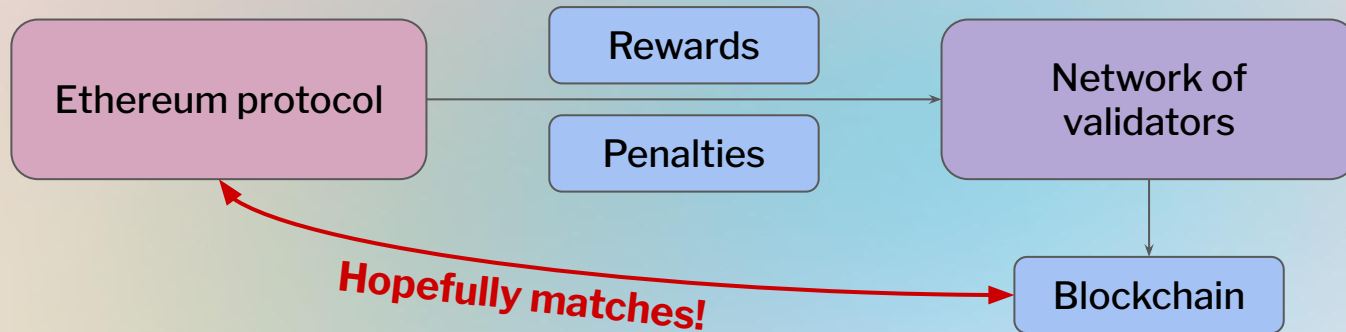 Rewards
Ethereum protocol
Network of
validators
Penalties
Hopefully matches!
Blockchain